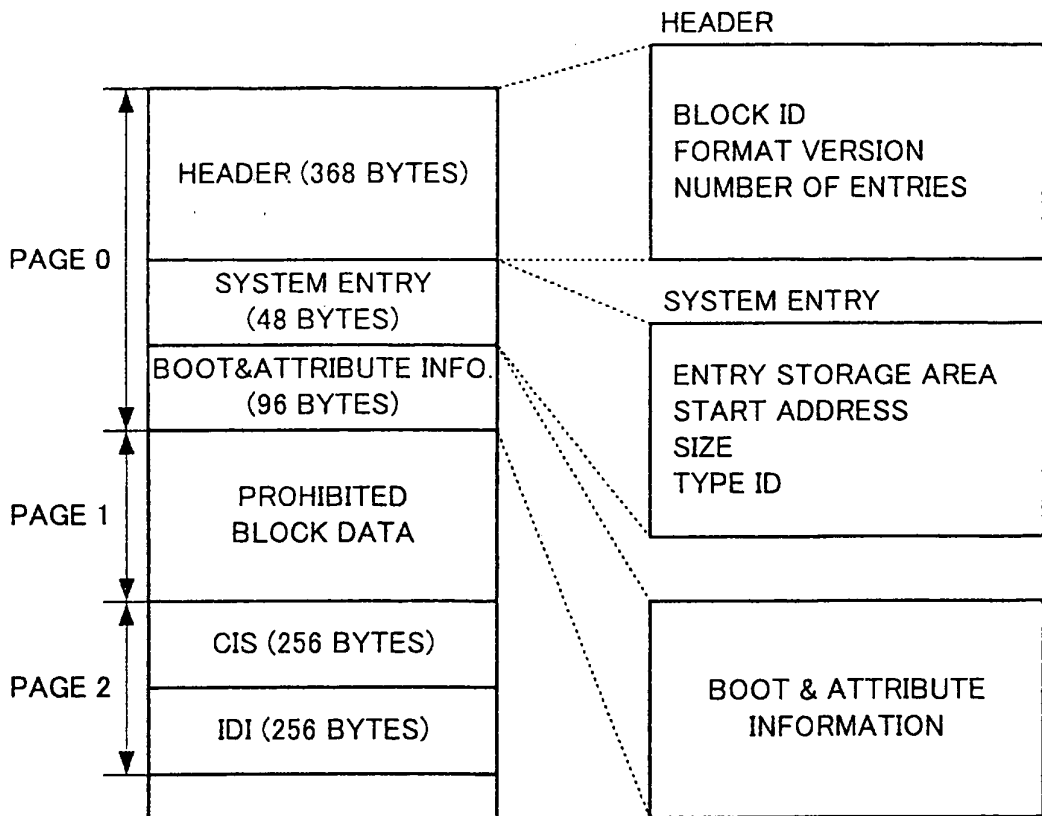 HEADER
BLOCK ID
FORMAT VERSION
NUMBER OF ENTRIES
HEADER (368 BYTES)
PAGE 0
SYSTEM ENTRY
(48 BYTES)
BOOT&ATTRIBUTE INFO.
(96 BYTES)
SYSTEM ENTRY
ENTRY STORAGE AREA
START ADDRESS
SIZE
TYPE ID
PAGE 1
PROHIBITED
BLOCK DATA
PAGE 2
CIS (256 BYTES)
IDI (256 BYTES)
BOOT & ATTRIBUTE
INFORMATION